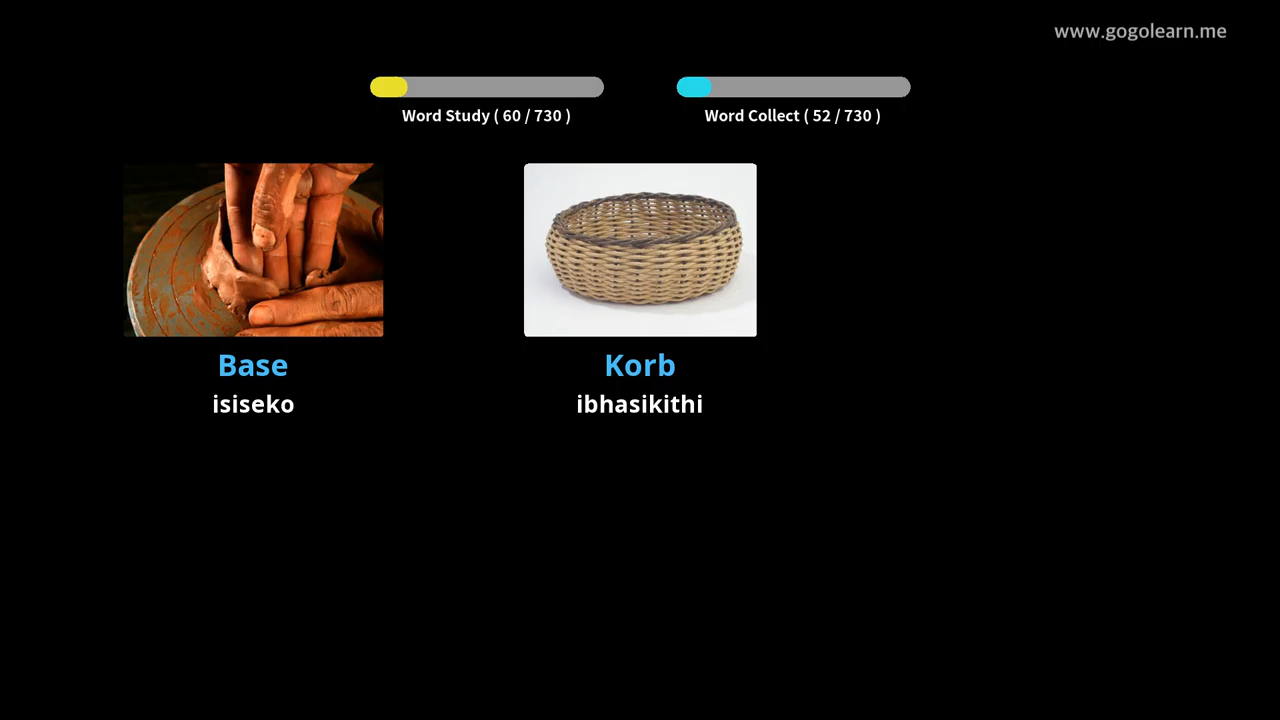 www.gogolearn.me
Word Study ( 60 / 730 )
Word Collect ( 52 / 730 )
Base
isiseko
Korb
ibhasikithi